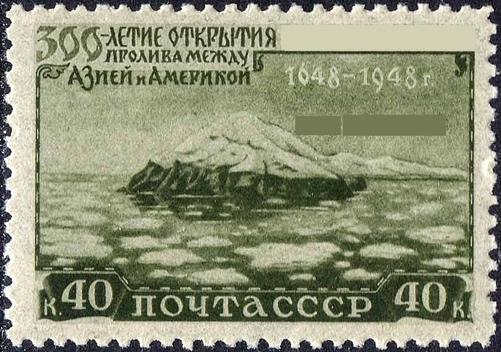 300-ЛЕТИЕ ОТКРЫТИЯ
ПРОЛИВА МЕЖДУ
АЗИЕЙ и АМЕРИКОЙ
1648-1948 г.
К. 40 ПОЧТА СССР 40 К.